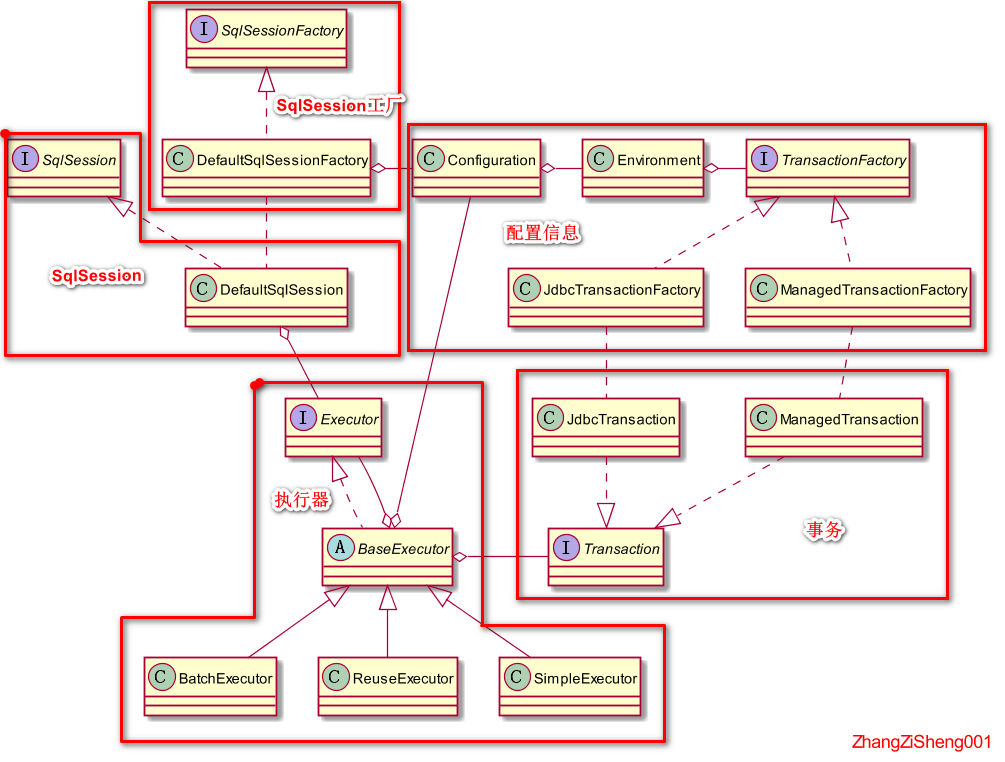 I SqlSessionFactory
SqlSession工厂
I SqlSession
C DefaultSqlSessionFactory
C Configuration
C Environment
I TransactionFactory
配置信息
SqlSession
C DefaultSqlSession
C JdbcTransactionFactory
C ManagedTransactionFactory
I Executor
C JdbcTransaction
C ManagedTransaction
执行器
事务
A BaseExecutor
I Transaction
C BatchExecutor
C ReuseExecutor
C SimpleExecutor
ZhangZiSheng001